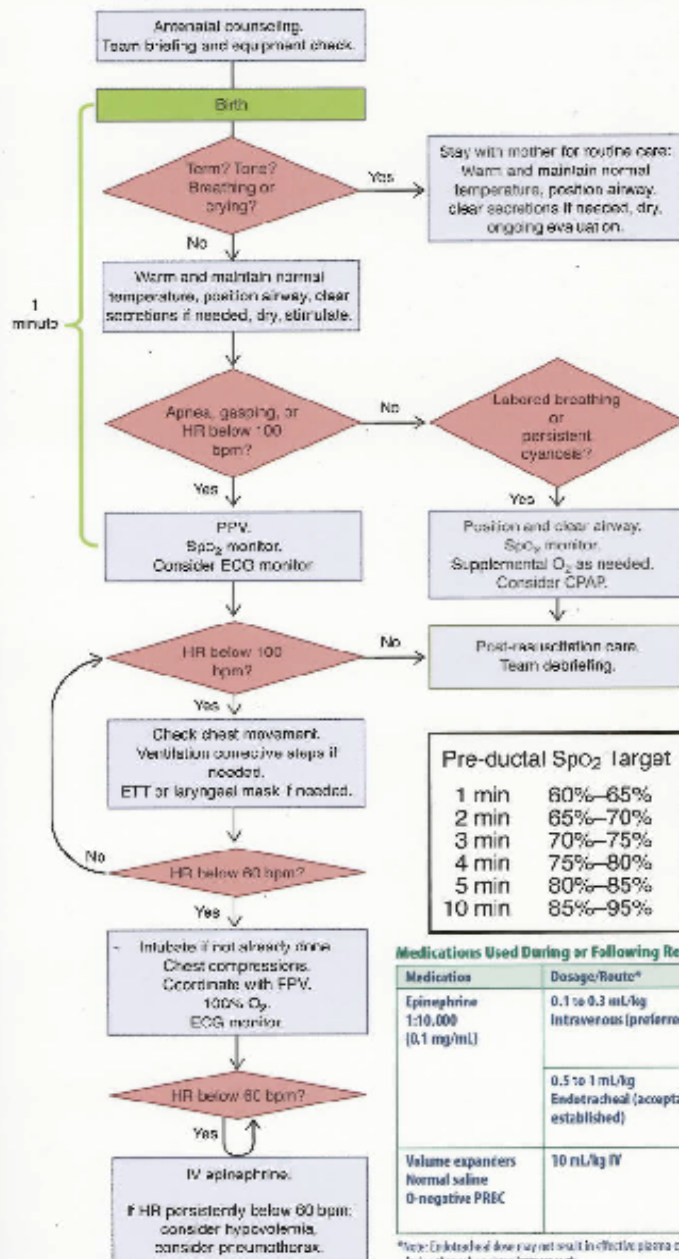 Antenatal counseling.
Team briefing and equipment check.
Birth
Term? Tone?
Breathing or
crying?
Yes
Stay with mother for routine care:
Warm and maintain normal
temperature, position airway,
clear secretions if needed, dry,
ongoing evaluation.
No
1
minute
Warm and maintain normal
temperature, position airway, clear
secretions if needed, dry, stimulate.
Apnea, gasping, or
HR below 100
bpm?
No
Labored breathing
or
persistent
cyanosis?
Yes
Yes
PPV.
SpO₂ monitor.
Consider ECG monitor
Position and clear airway.
SpO₂ monitor.
Supplemental O₂ as needed.
Consider CPAP.
HR below 100
bpm?
No
Post-resuscitation care.
Team debriefing.
Yes
Check chest movement.
Ventilation corrective steps if
needed.
ETT or laryngeal mask if needed.
No
HR below 60 bpm?
Yes
Intubate if not already done
Chest compressions.
Coordinate with PPV.
100% O₂.
ECG monitor
HR below 60 bpm?
Yes
IV epinephrine.
If HR persistently below 60 bpm:
consider hypovolemia,
consider pneumothorax.
Pre-ductal SpO₂ Target
1 min 60%–65%
2 min 65%–70%
3 min 70%–75%
4 min 75%–80%
5 min 80%–85%
10 min 85%–95%
Medications Used During or Following Re
Medication Dosage/Route*
Epinephrine 0.1 to 0.3 mL/kg
1:10,000 Intravenous (preferre
(0.1 mg/mL)
0.5 to 1 mL/kg
Endotracheal (accepta
established)
Volume expanders 10 mL/kg IV
Normal saline
O-negative PRBC
*Note: Endotracheal dose may not result in effective plasma